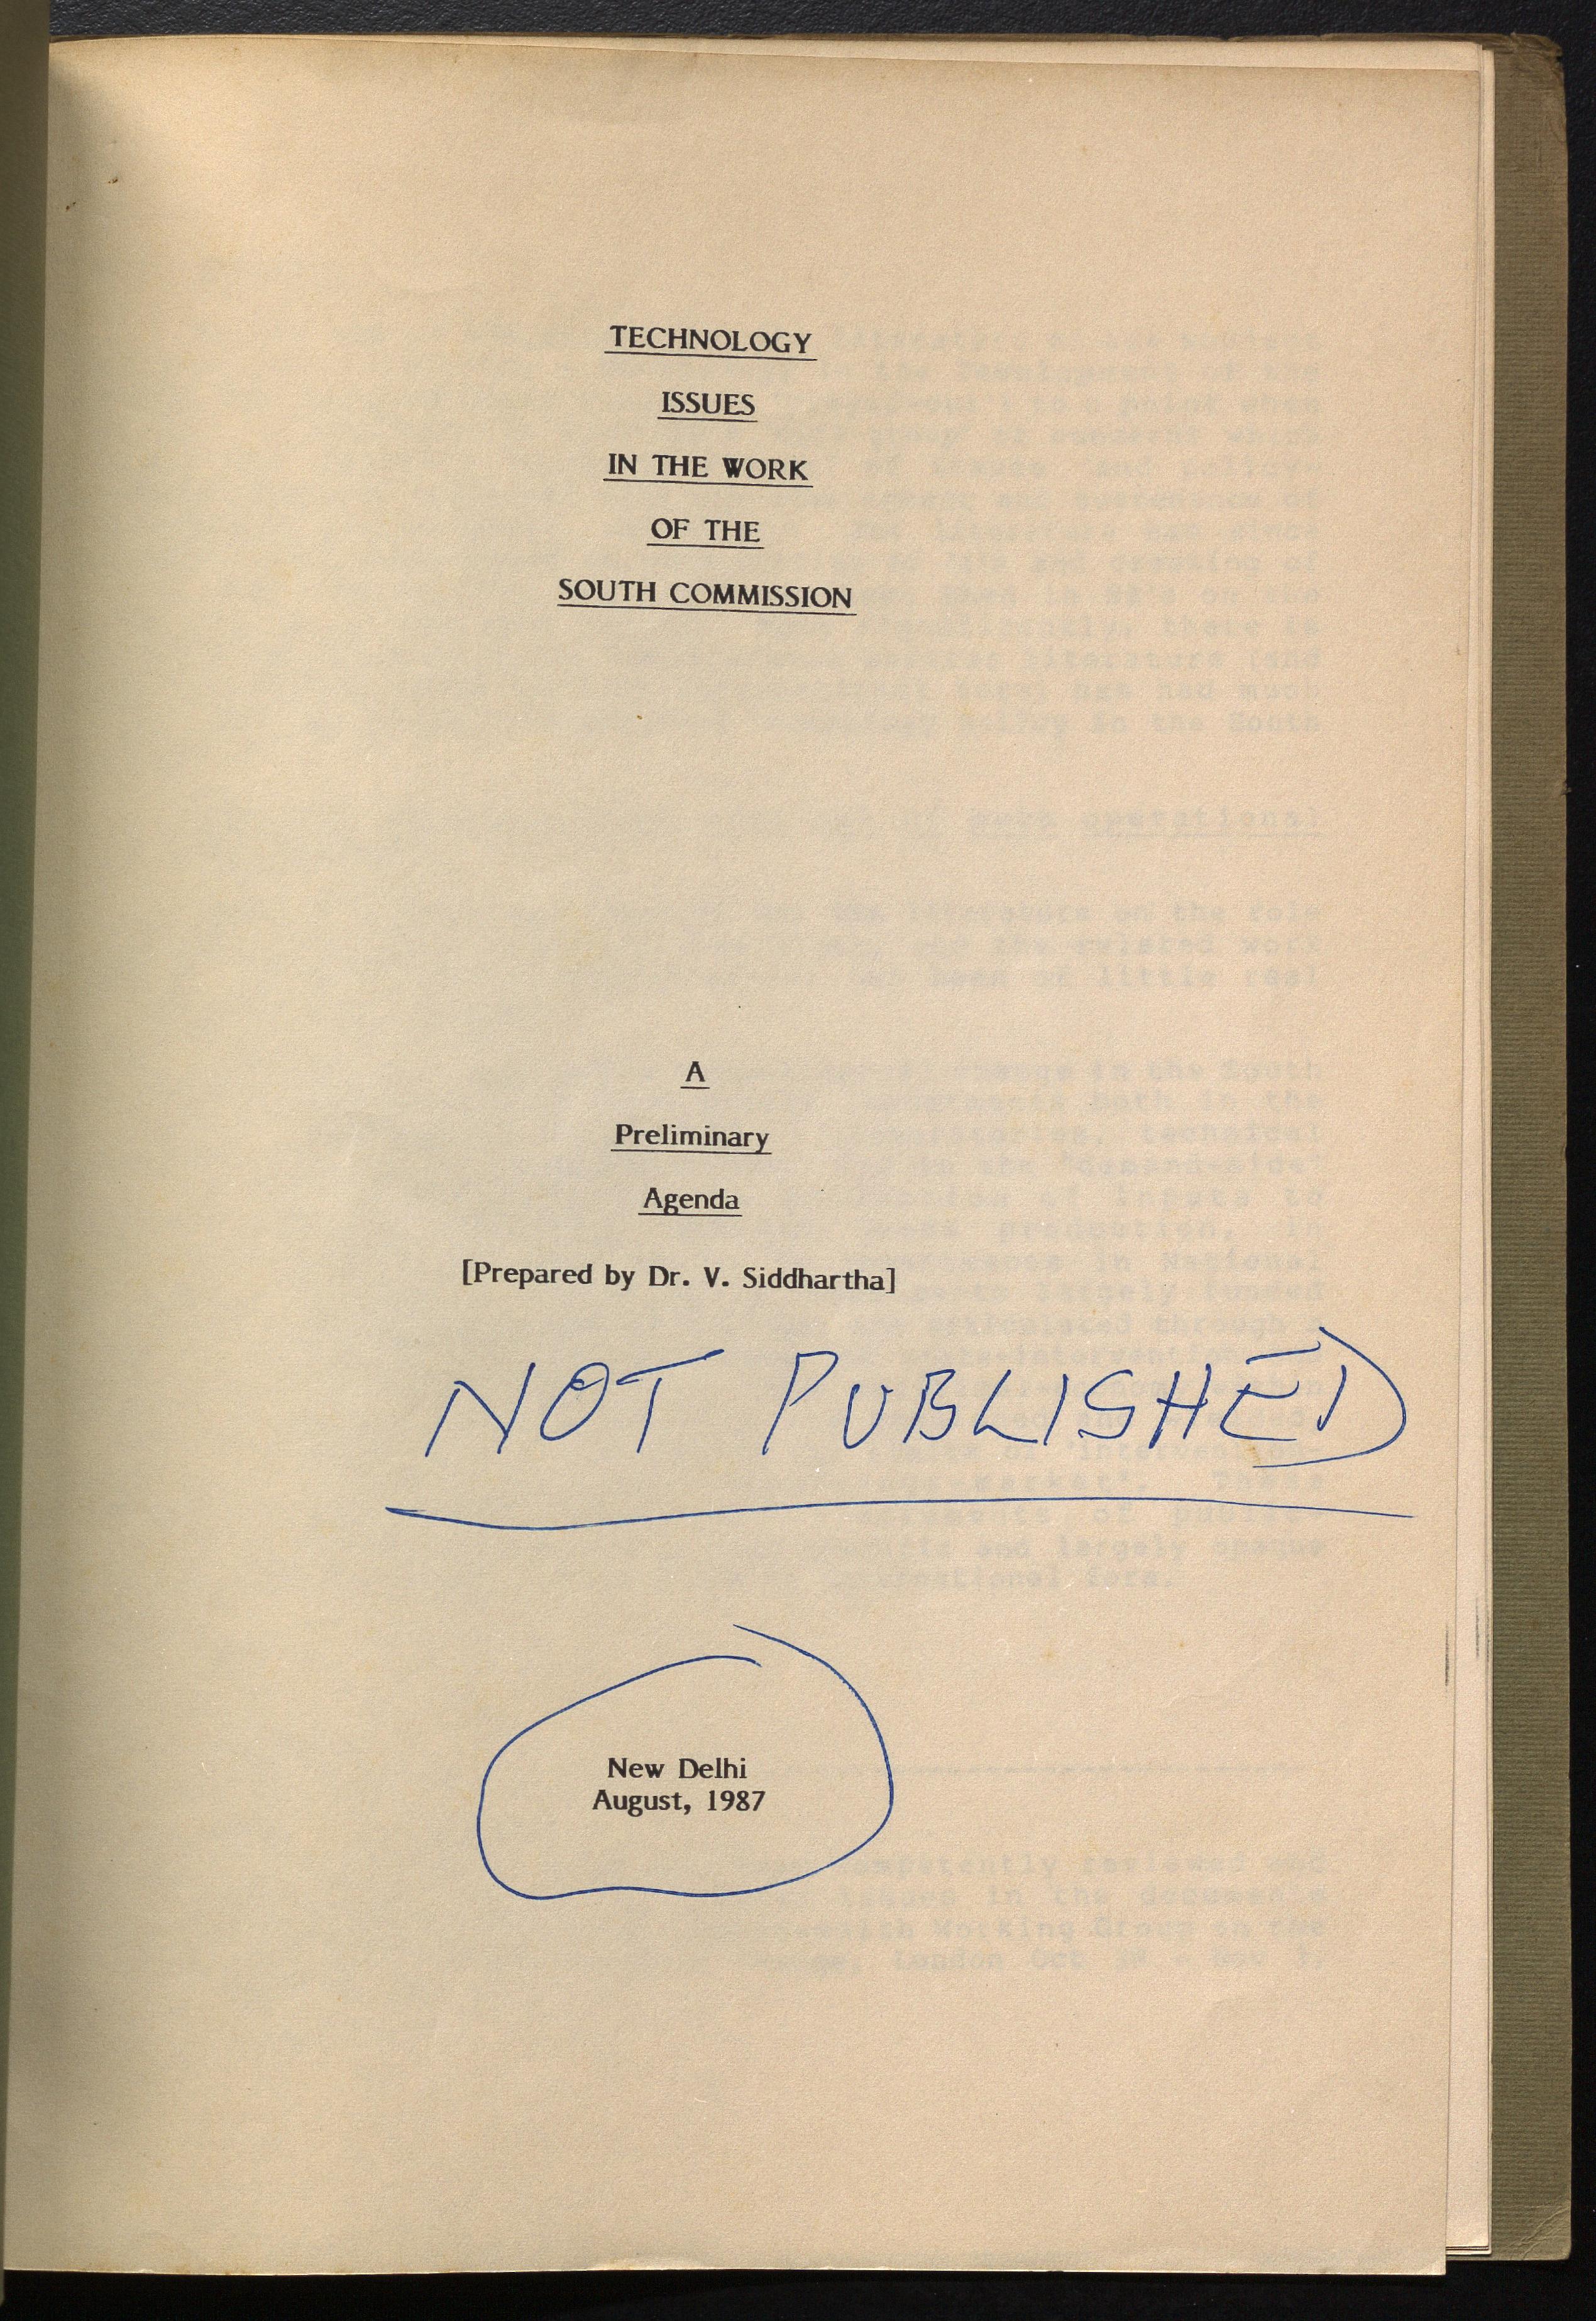 TECHNOLOGY
ISSUES
IN THE WORK
OF THE
SOUTH COMMISSION
A
Preliminary
Agenda
[Prepared by Dr. V. Siddhartha]
NOT PUBLISHED
New Delhi
August, 1987